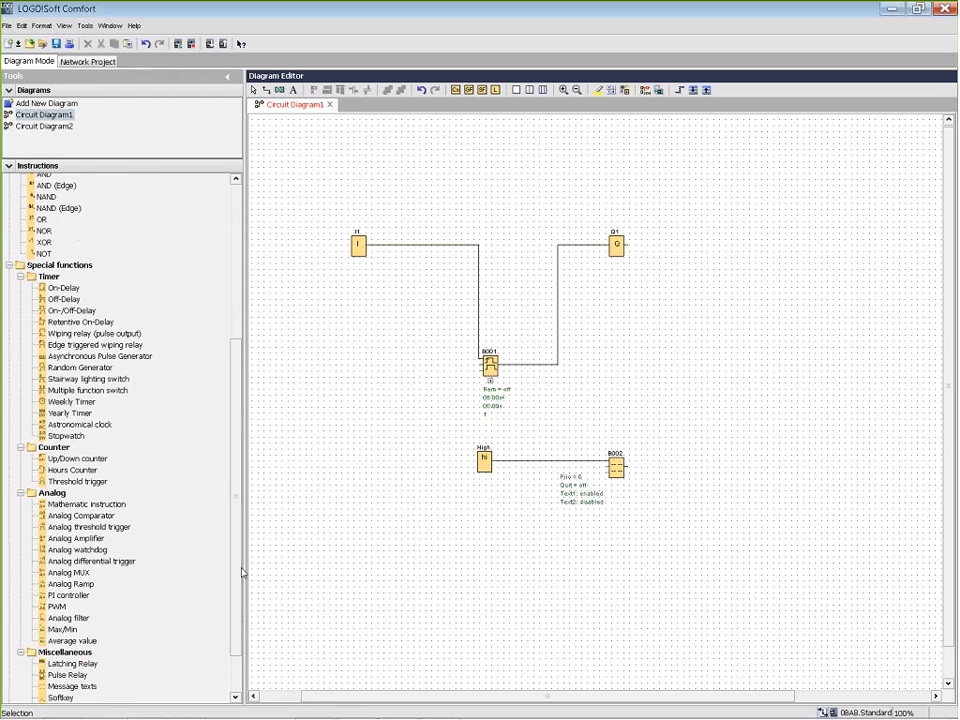 LOGO!Soft Comfort
File Edit Format View Tools Window Help
Diagram Mode Network Project
Tools
Diagrams
Add New Diagram
Circuit Diagram1
Circuit Diagram2
Instructions
AND
AND (Edge)
NAND
NAND (Edge)
OR
NOR
XOR
NOT
Special functions
Timer
On-Delay
Off-Delay
On-/Off-Delay
Retentive On-Delay
Wiping relay (pulse output)
Edge triggered wiping relay
Asynchronous Pulse Generator
Random Generator
Stairway lighting switch
Multiple function switch
Weekly Timer
Yearly Timer
Astronomical clock
Stopwatch
Counter
Up/Down counter
Hours Counter
Threshold trigger
Analog
Mathematic instruction
Analog Comparator
Analog threshold trigger
Analog Amplifier
Analog watchdog
Analog differential trigger
Analog MUX
Analog Ramp
PI controller
PWM
Analog filter
Max/Min
Average value
Miscellaneous
Latching Relay
Pulse Relay
Message texts
Softkey
Diagram Editor
A Co GF SF L
Circuit Diagram1
I1
I
Q1
Q
B001
Rem = off
High
hi
B002
Prio = 0
Quit = off
Text1: enabled
Text2: disabled
Selection
0BA8.Standard 100%